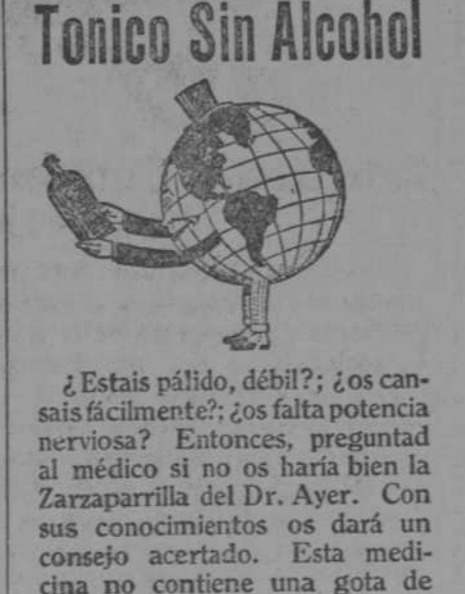 Tonico Sin Alcohol
¿Estais pálido, débil?; ¿os can-
sais fácilmente?; ¿os falta potencia
nerviosa? Entonces, preguntad
al médico si no os haría bien la
Zarzaparrilla del Dr. Ayer. Con
sus conocimientos os dará un
consejo acertado. Esta medi-
cina no contiene una gota de